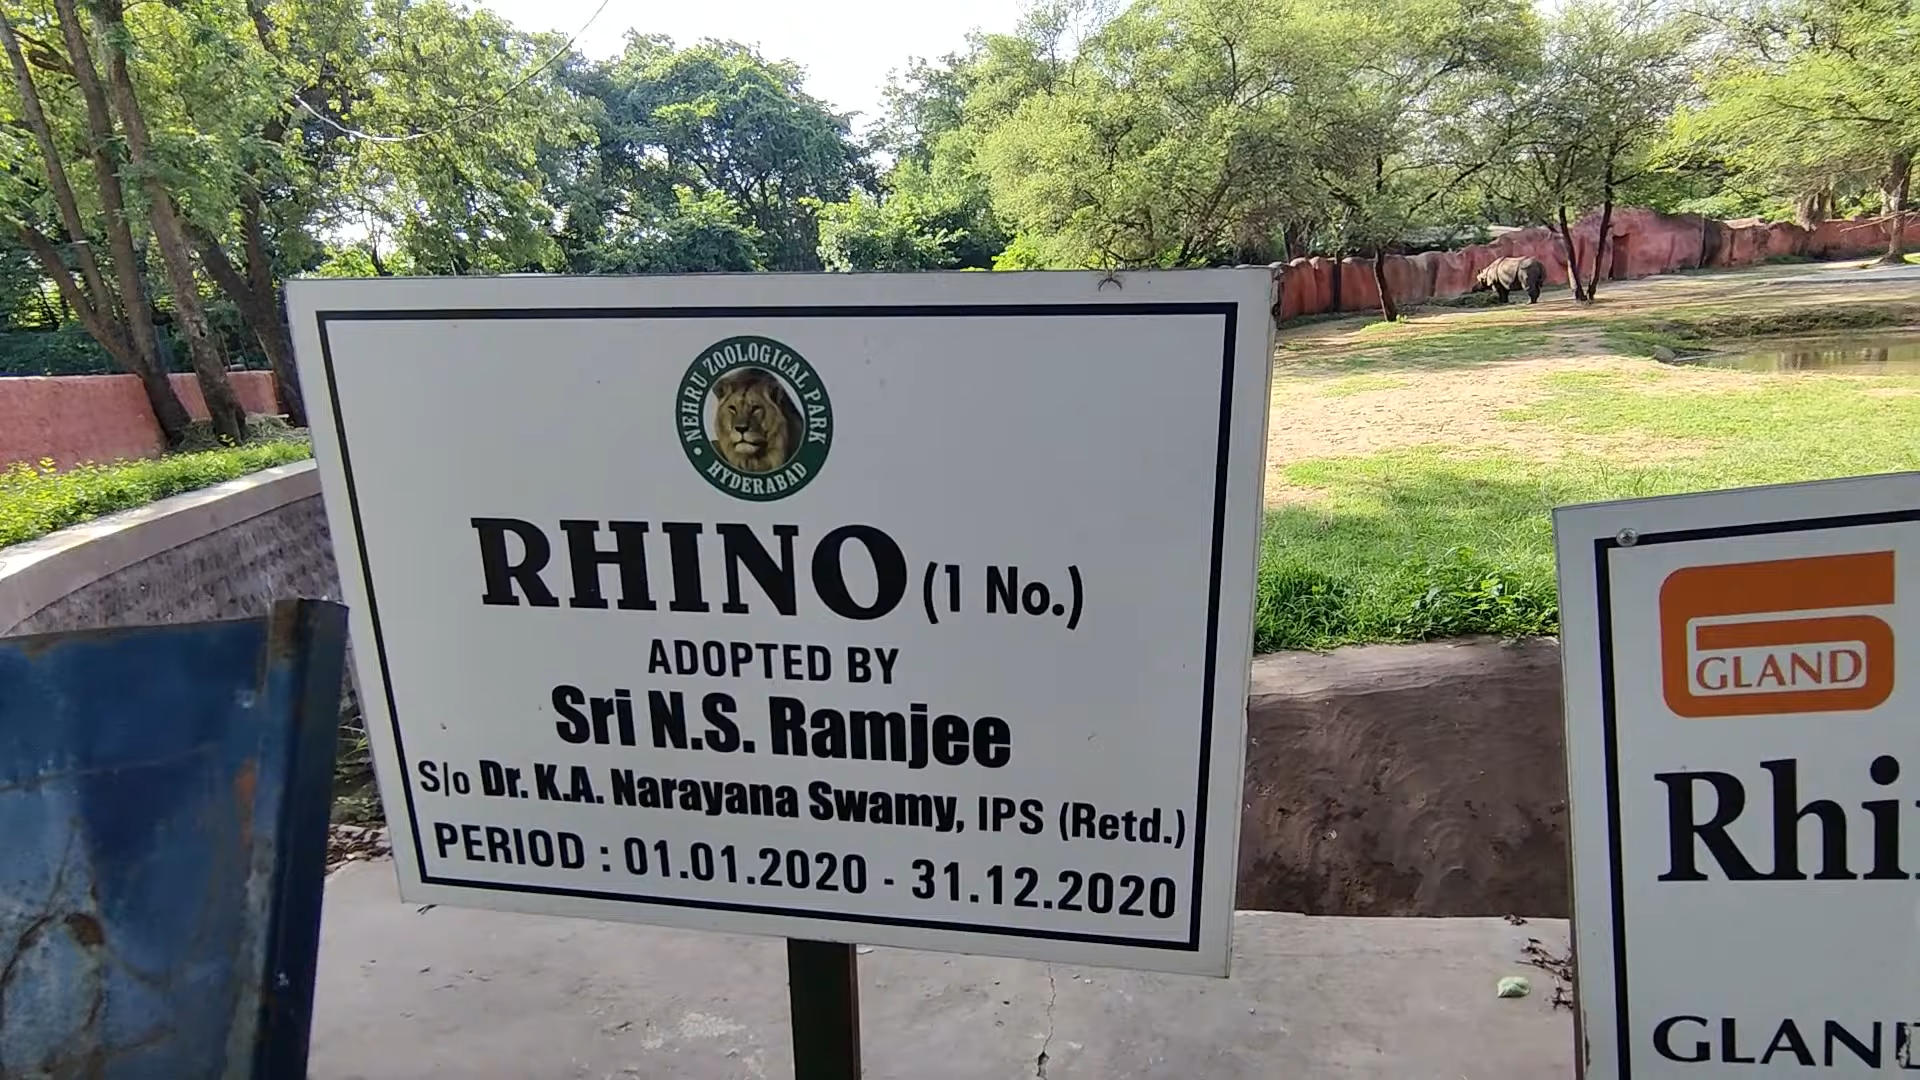 NEHRU ZOOLOGICAL PARK
HYDERABAD
RHINO (1 No.)
ADOPTED BY
Sri N.S. Ramjee
S/o Dr. K.A. Narayana Swamy, IPS (Retd.)
PERIOD : 01.01.2020 - 31.12.2020
GLAND
Rhi
GLAND